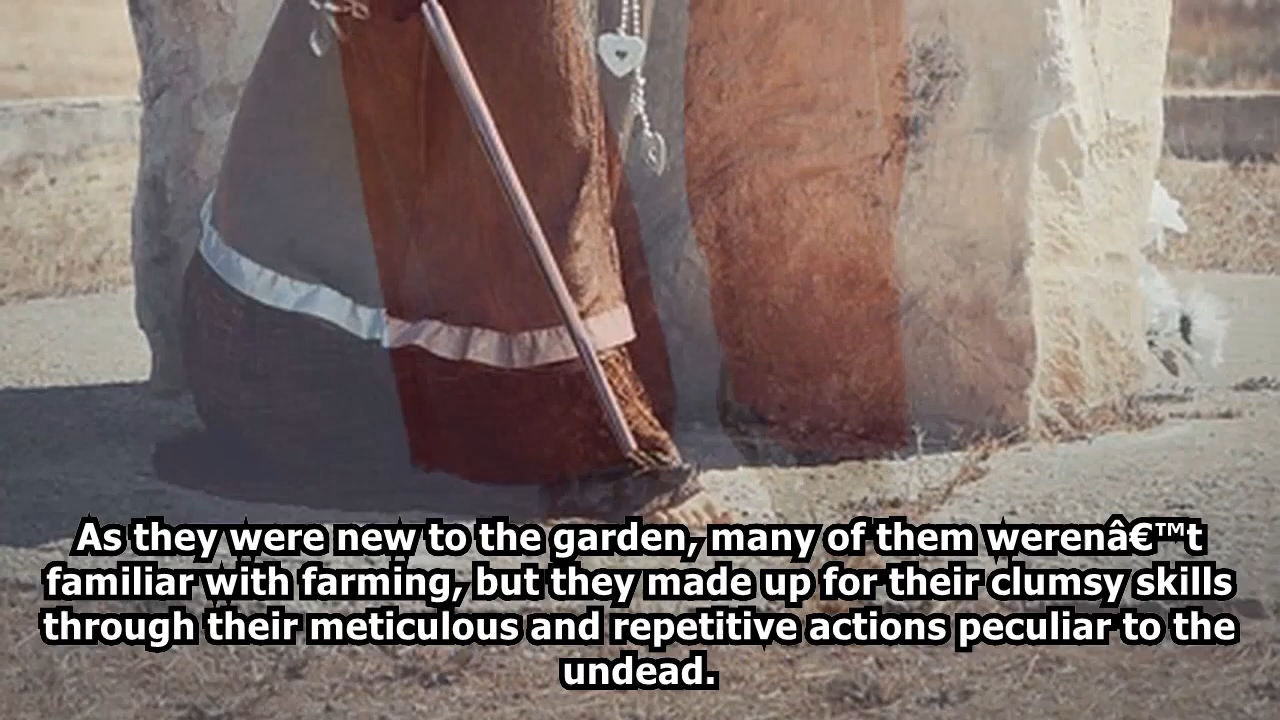 As they were new to the garden, many of them werenâ€™t
familiar with farming, but they made up for their clumsy skills
through their meticulous and repetitive actions peculiar to the
undead.